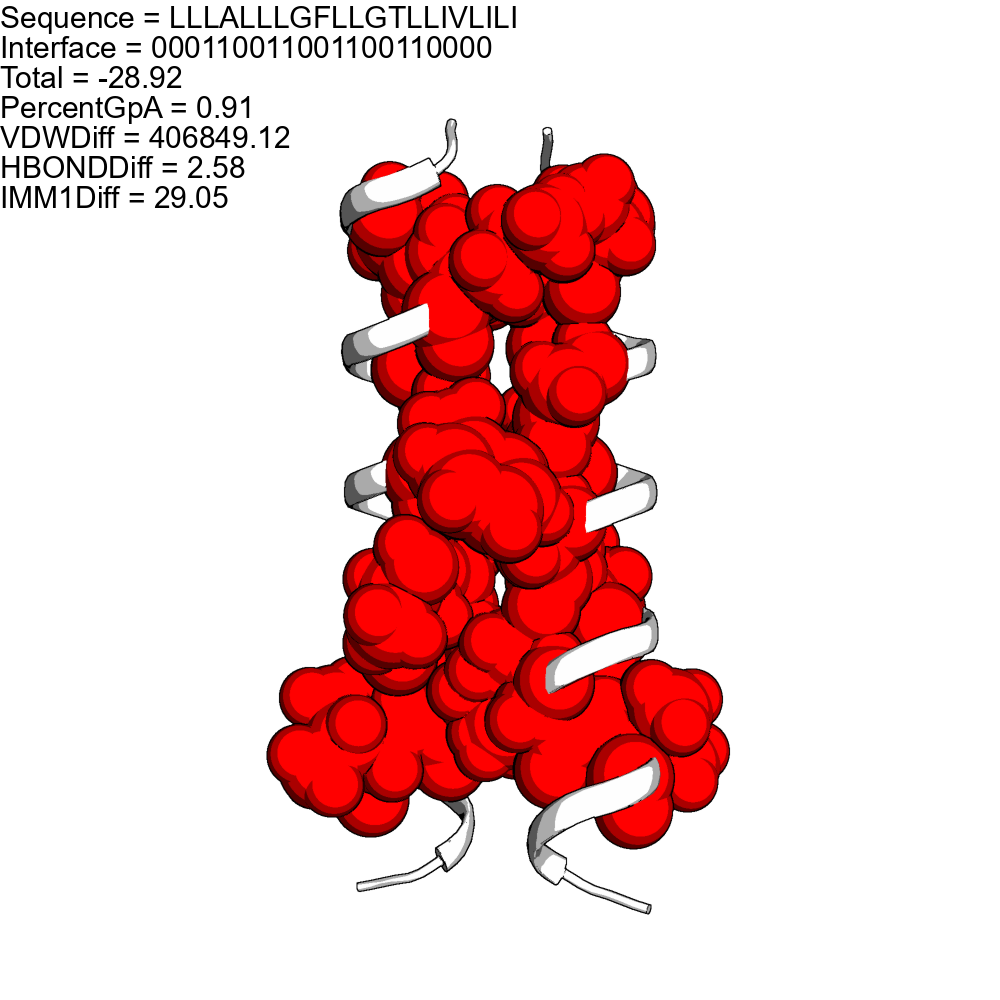 Sequence = LLLALLLGFLLGTLLIVLILI
Interface = 000110011001100110000
Total = -28.92
PercentGpA = 0.91
VDWDiff = 406849.12
HBONDDiff = 2.58
IMM1Diff = 29.05